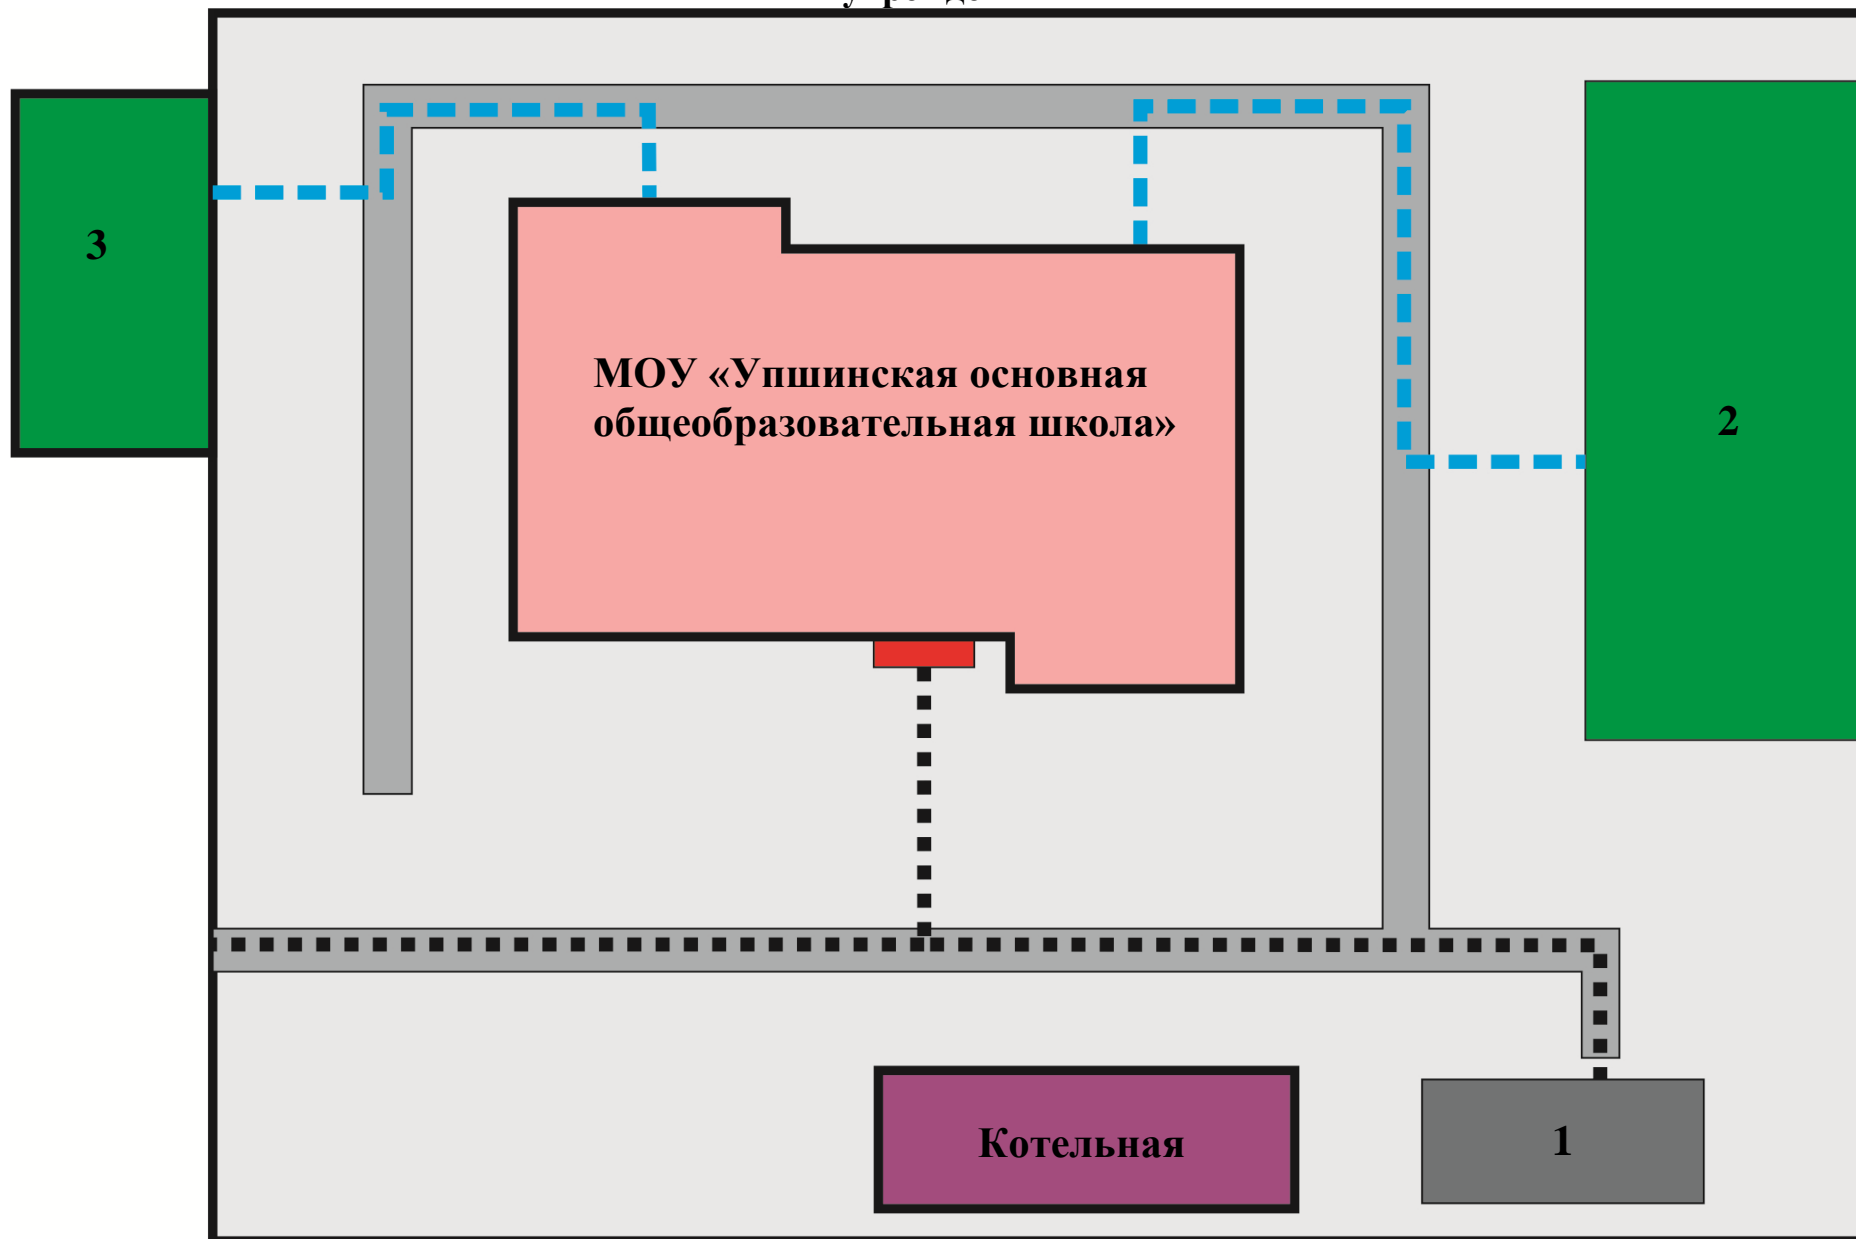 3
МОУ «Упшинская основная
общеобразовательная школа»
2
Котельная
1